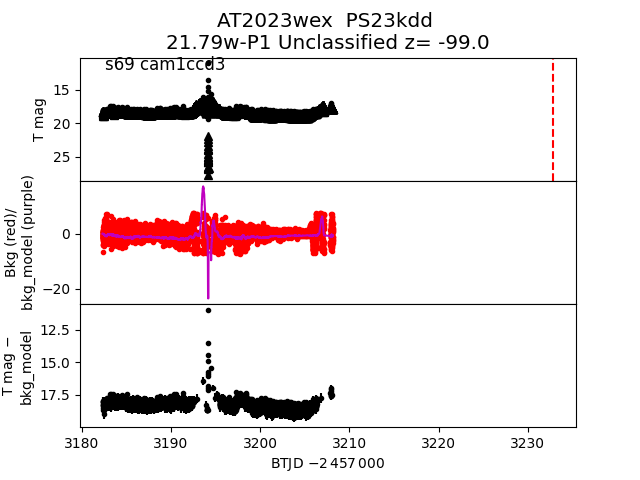 AT2023wex  PS23kdd
21.79w-P1 Unclassified z= -99.0
s69 cam1ccd3
T mag
15
20
25
Bkg (red)/
bkg_model (purple)
0
−20
T mag −
bkg_model
12.5
15.0
17.5
3180 3190 3200 3210 3220 3230
BTJD −2 457 000